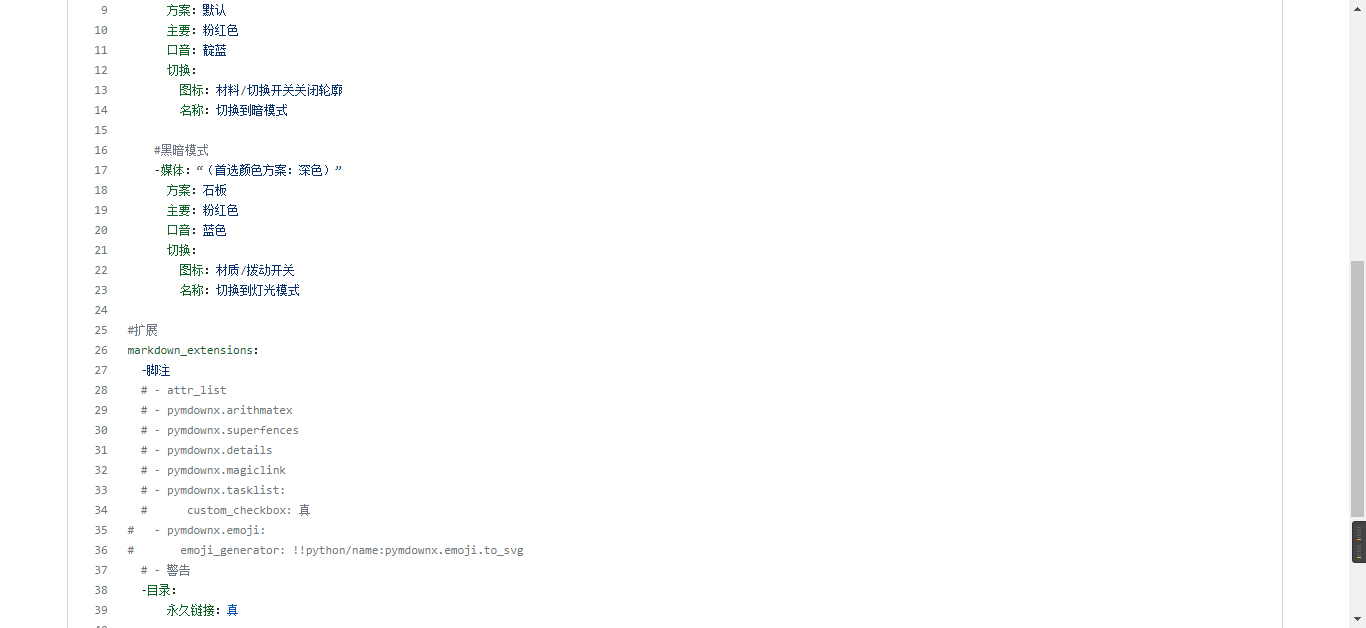 9 方案：默认
10 主要：粉红色
11 口音：靛蓝
12 切换：
13 图标：材料/切换开关关闭轮廓
14 名称：切换到暗模式
15
16 #黑暗模式
17 -媒体：“（首选颜色方案：深色）”
18 方案：石板
19 主要：粉红色
20 口音：蓝色
21 切换：
22 图标：材质/拨动开关
23 名称：切换到灯光模式
24
25 #扩展
26 markdown_extensions:
27 -脚注
28 # - attr_list
29 # - pymdownx.arithmatex
30 # - pymdownx.superfences
31 # - pymdownx.details
32 # - pymdownx.magiclink
33 # - pymdownx.tasklist:
34 # custom_checkbox: 真
35 # - pymdownx.emoji:
36 # emoji_generator: !!python/name:pymdownx.emoji.to_svg
37 # - 警告
38 -目录：
39 永久链接：真